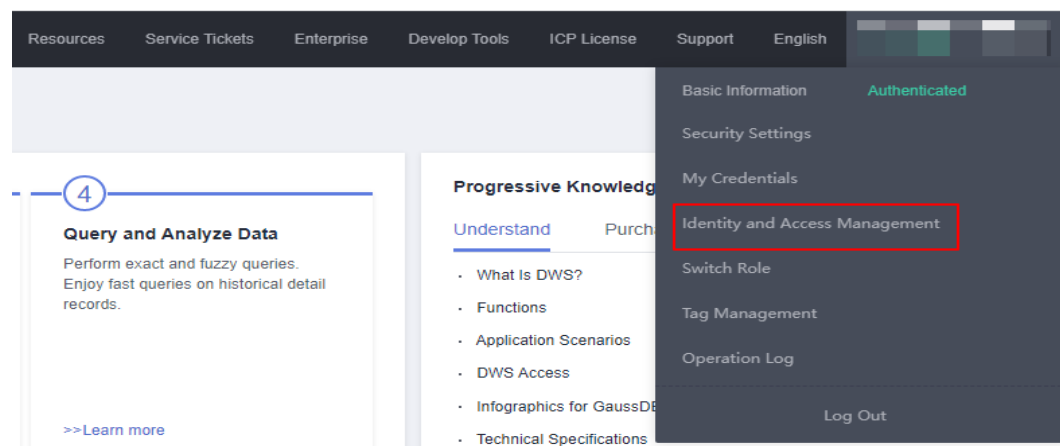 Resources Service Tickets Enterprise Develop Tools ICP License Support English
Basic Information Authenticated
Security Settings
My Credentials
Identity and Access Management
Switch Role
Tag Management
Operation Log
Log Out
4
Query and Analyze Data
Perform exact and fuzzy queries.
Enjoy fast queries on historical detail
records.
>>Learn more
Progressive Knowledg
Understand Purch
· What Is DWS?
· Functions
· Application Scenarios
· DWS Access
· Infographics for GaussDB
· Technical Specifications